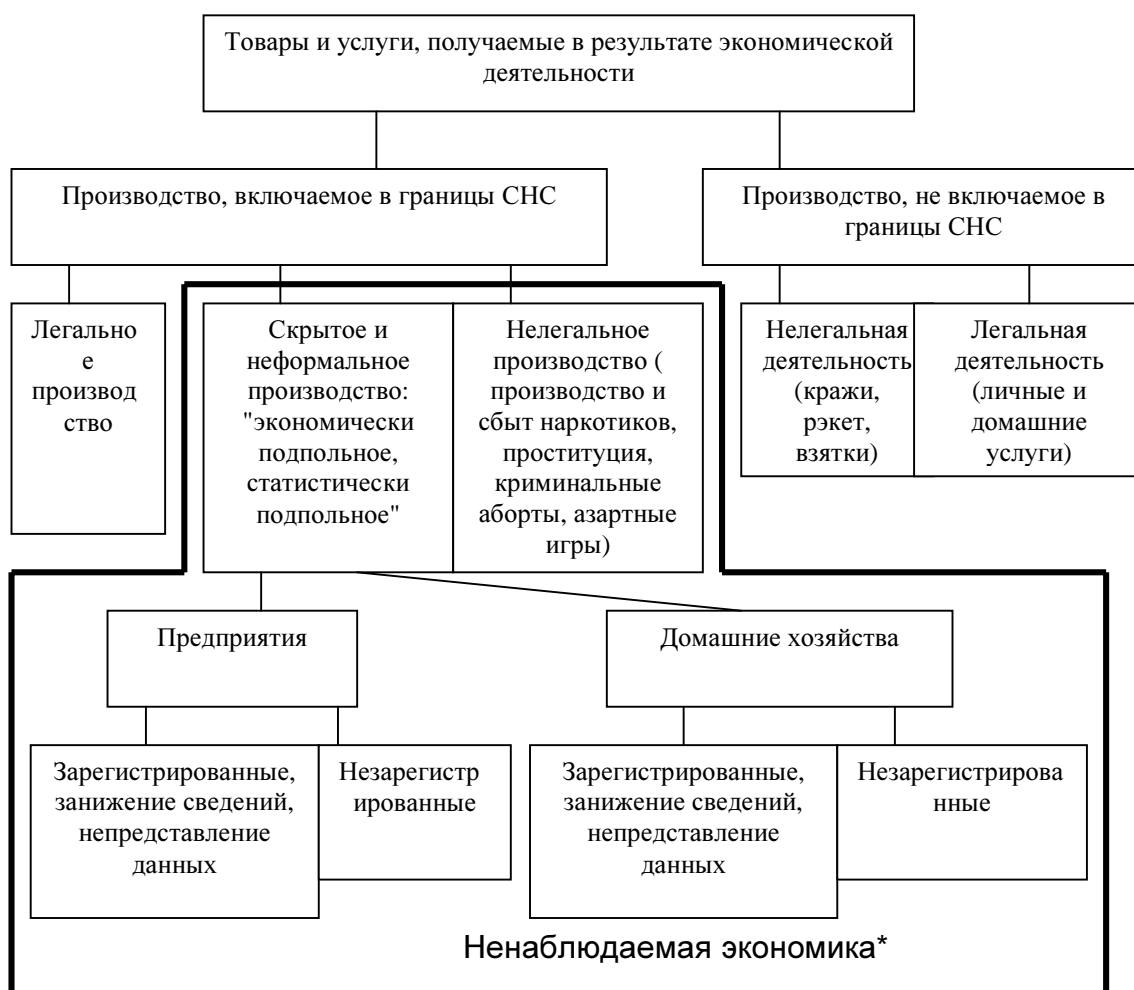 Товары и услуги, получаемые в результате экономической
деятельности
Производство, включаемое в границы СНС
Производство, не включаемое в
границы СНС
Легально
е
производ
ство
Скрытое и
неформальное
производство:
"экономически
подпольное,
статистически
подпольное"
Нелегальное
производство (
производство и
сбыт наркотиков,
проституция,
криминальные
аборты, азартные
игры)
Нелегальная
деятельность
(кражи,
рэкет,
взятки)
Легальная
деятельность
(личные и
домашние
услуги)
Предприятия
Домашние хозяйства
Зарегистрированные,
занижение сведений,
непредставление
данных
Незарегистр
ированные
Зарегистрированные,
занижение сведений,
непредставление
данных
Незарегистрирова
нные
Ненаблюдаемая экономика*